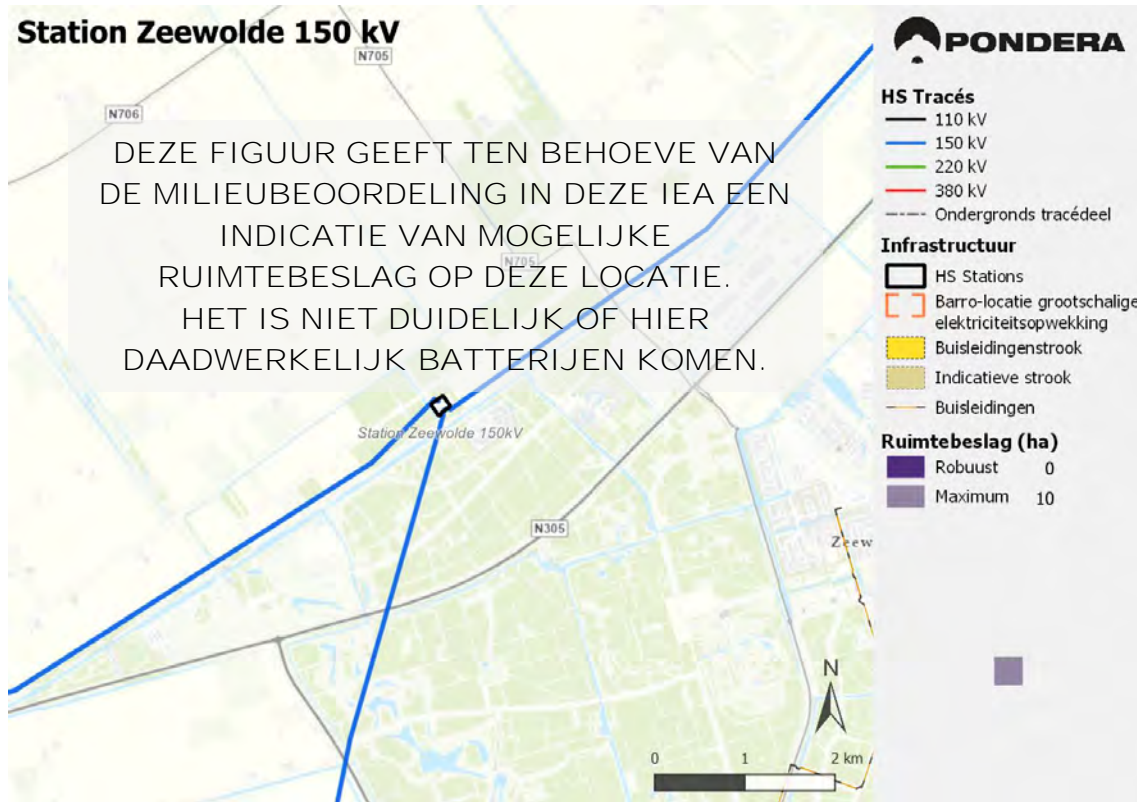 Station Zeewolde 150 kV
N705
N706
DEZE FIGUUR GEEFT TEN BEHOEVE VAN
DE MILIEUBEOORDELING IN DEZE IEA EEN
INDICATIE VAN MOGELIJKE
N705
RUIMTEBESLAG OP DEZE LOCATIE.
HET IS NIET DUIDELIJK OF HIER
DAADWERKELIJK BATTERIJEN KOMEN.
Station Zeewolde 150kV
N305
Zeew
N
0 1 2 km
PONDERA
HS Tracés
110 kV
150 kV
220 kV
380 kV
Ondergronds tracédeel
Infrastructuur
HS Stations
Barro-locatie grootschalige
elektriciteitsopwekking
Buisleidingenstrook
Indicatieve strook
Buisleidingen
Ruimtebeslag (ha)
Robuust 0
Maximum 10